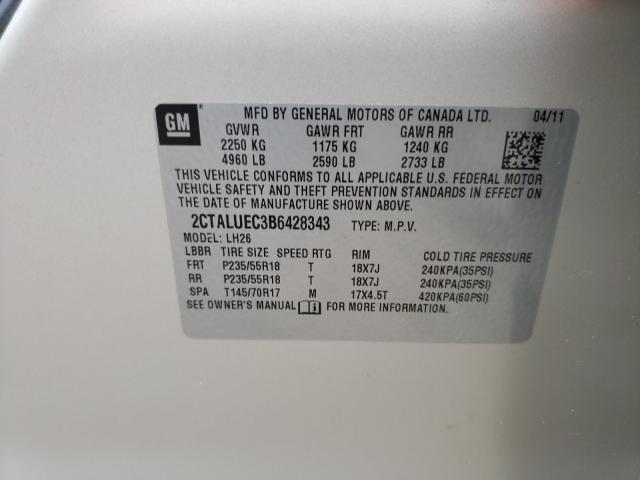 GM
MFD BY GENERAL MOTORS OF CANADA LTD. 04/11
GVWR GAWR FRT GAWR RR
2250 KG 1175 KG 1240 KG
4960 LB 2590 LB 2733 LB
THIS VEHICLE CONFORMS TO ALL APPLICABLE U.S. FEDERAL MOTOR
VEHICLE SAFETY AND THEFT PREVENTION STANDARDS IN EFFECT ON
THE DATE OF MANUFACTURE SHOWN ABOVE.
2CTALUEC3B6428343 TYPE: M.P.V.
MODEL: LH26
LBBR TIRE SIZE SPEED RTG RIM COLD TIRE PRESSURE
FRT P235/55R18 T 18X7J 240KPA(35PSI)
RR P235/55R18 T 18X7J 240KPA(35PSI)
SPA T145/70R17 M 17X4.5T 420KPA(60PSI)
SEE OWNER'S MANUAL FOR MORE INFORMATION.